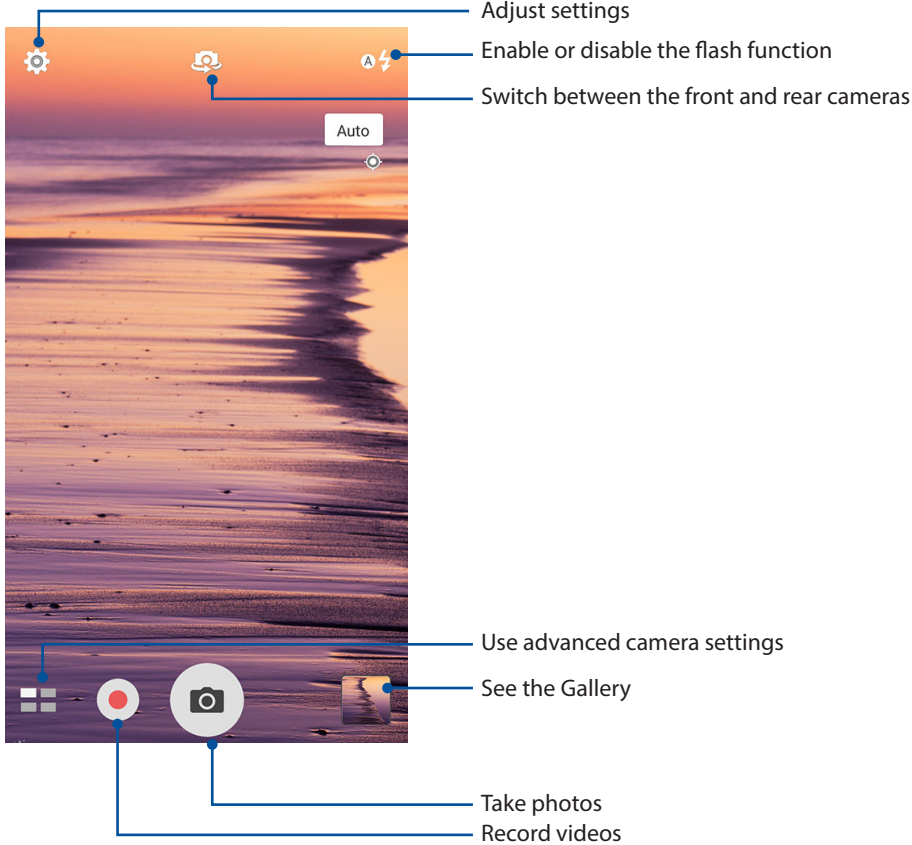 Adjust settings
Enable or disable the flash function
Switch between the front and rear cameras
A
Auto
Use advanced camera settings
See the Gallery
Take photos
Record videos